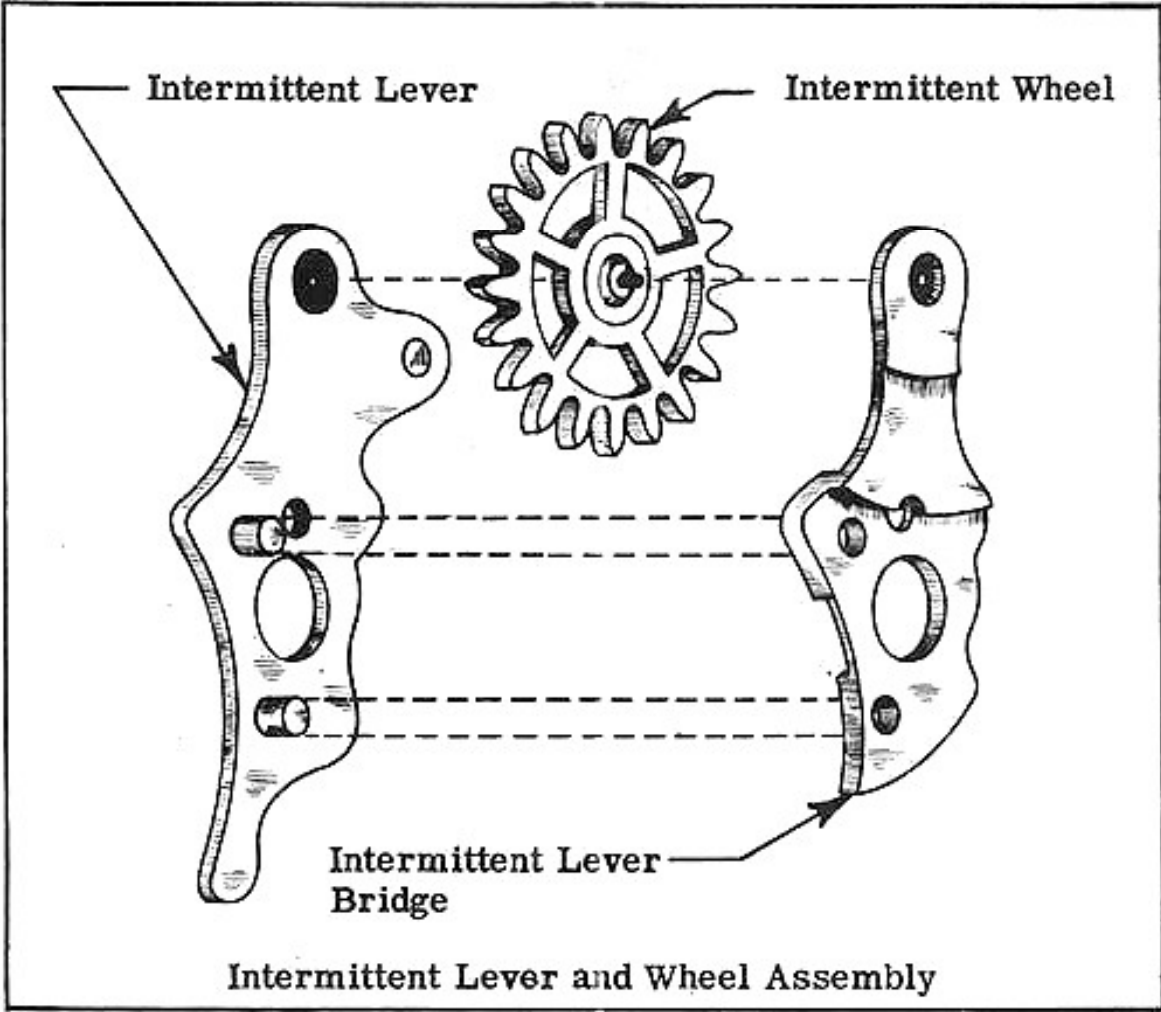 Intermittent Lever
Intermittent Wheel
Intermittent Lever
Bridge
Intermittent Lever and Wheel Assembly